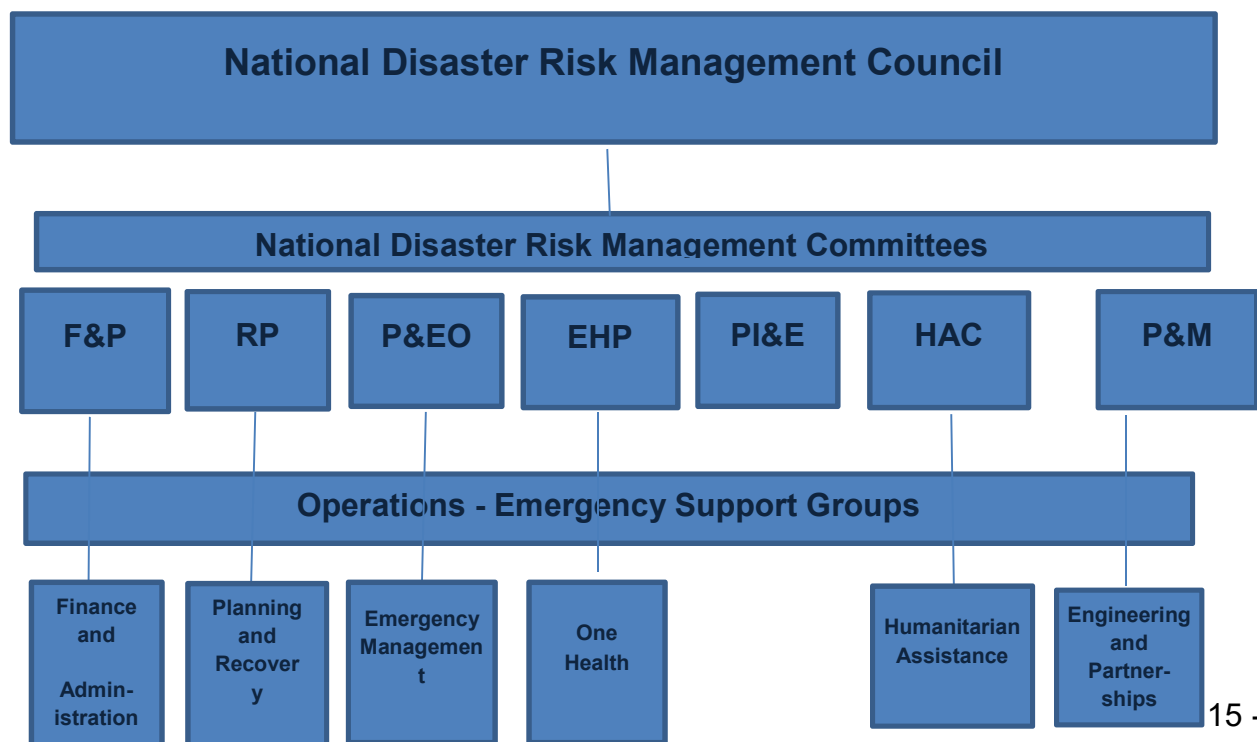 National Disaster Risk Management Council
National Disaster Risk Management Committees
F&P
RP
P&EO
EHP
PI&E
HAC
P&M
Operations - Emergency Support Groups
Finance
and
Admin-
istration
Planning
and
Recover
y
Emergency
Managemen
t
One
Health
Humanitarian
Assistance
Engineering
and
Partner-
ships
15 -